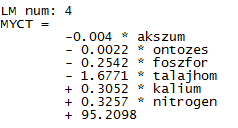 LM num: 4
MYCT =
-0.004 * akszum
- 0.0022 * ontozes
- 0.2542 * foszfor
- 1.6771 * talajhom
+ 0.3052 * kalium
+ 0.3257 * nitrogen
+ 95.2098